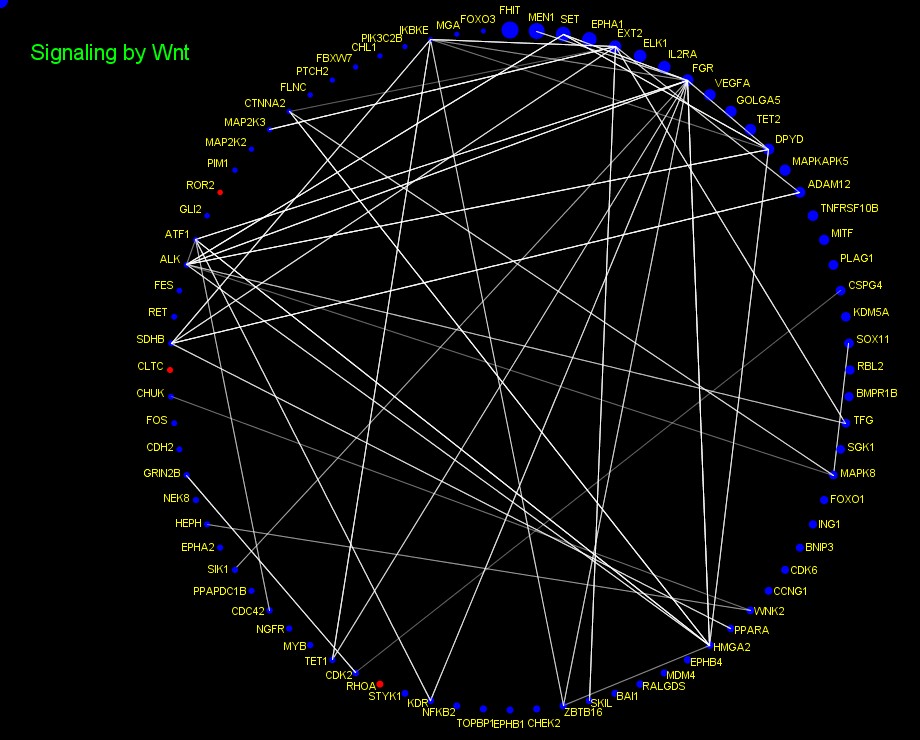 Signaling by Wnt
FHIT
MEN1
SET
EPHA1
EXT2
ELK1
IL2RA
FGR
VEGFA
GOLGA5
TET2
DPYD
MAPKAPK5
ADAM12
TNFRSF10B
MITF
PLAG1
CSPG4
KDM5A
SOX11
RBL2
BMPR1B
TFG
SGK1
MAPK8
FOXO1
ING1
BNIP3
CDK6
CCNG1
WNK2
PPARA
HMGA2
EPHB4
MDM4
RALGDS
BAI1
SKIL
ZBTB16
CHEK2
EPHB1
TOPBP1
NFKB2
KDR
STYK1
RHOA
CDK2
TET1
MYB
NGFR
CDC42
PPAPDC1B
SIK1
EPHA2
HEPH
NEK8
GRIN2B
CDH2
FOS
CHUK
CLTC
SDHB
RET
FES
ALK
ATF1
GLI2
ROR2
PIM1
MAP2K2
MAP2K3
CTNNA2
FLNC
PTCH2
FBXW7
CHL1
PIK3C2B
IKBKE
MGA
FOXO3